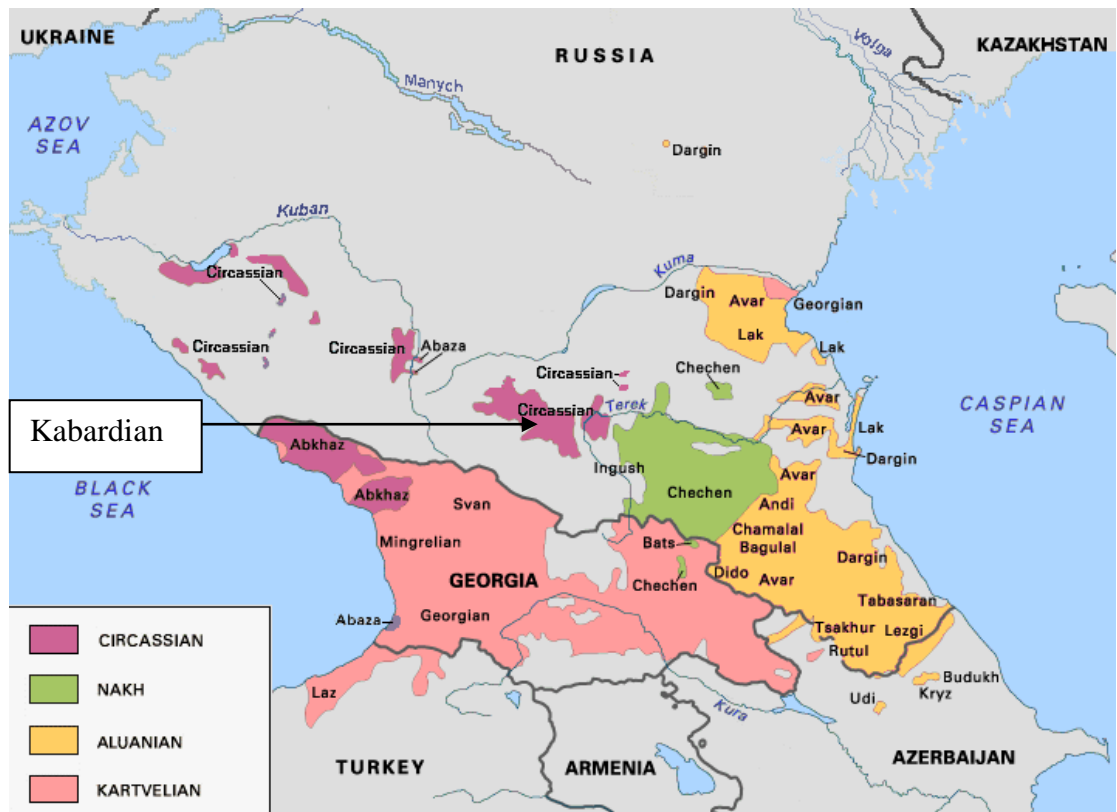 UKRAINE
RUSSIA
KAZAKHSTAN
Volga
Manych
AZOV
SEA
Dargin
Kuban
Circassian
Kuma
Dargin
Avar
Georgian
Lak
Circassian
Circassian
Abaza
Lak
Chechen
Circassian
Circassian
Terek
Avar
CASPIAN
SEA
Kabardian
Avar
Lak
Dargin
Abkhaz
Ingush
Avar
BLACK
SEA
Abkhaz
Svan
Chechen
Andi
Chamalal
Bagulal
Mingrelian
Bats
Dargin
GEORGIA
Chechen
Dido
Avar
Tabasaran
Abaza
Georgian
Tsakhur
Lezgi
Rutul
CIRCASSIAN
NAKH
ALUANIAN
KARTVELIAN
Laz
Budukh
Kryz
Udi
Kura
TURKEY
ARMENIA
AZERBAIJAN